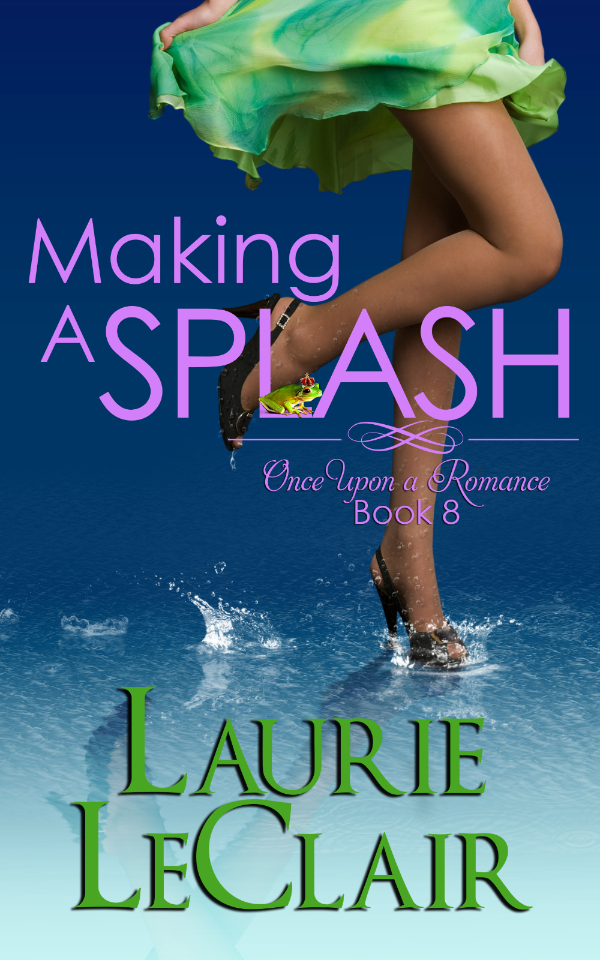 Making
A SPLASH
Once Upon a Romance
Book 8
LAURIE
LECLAIR